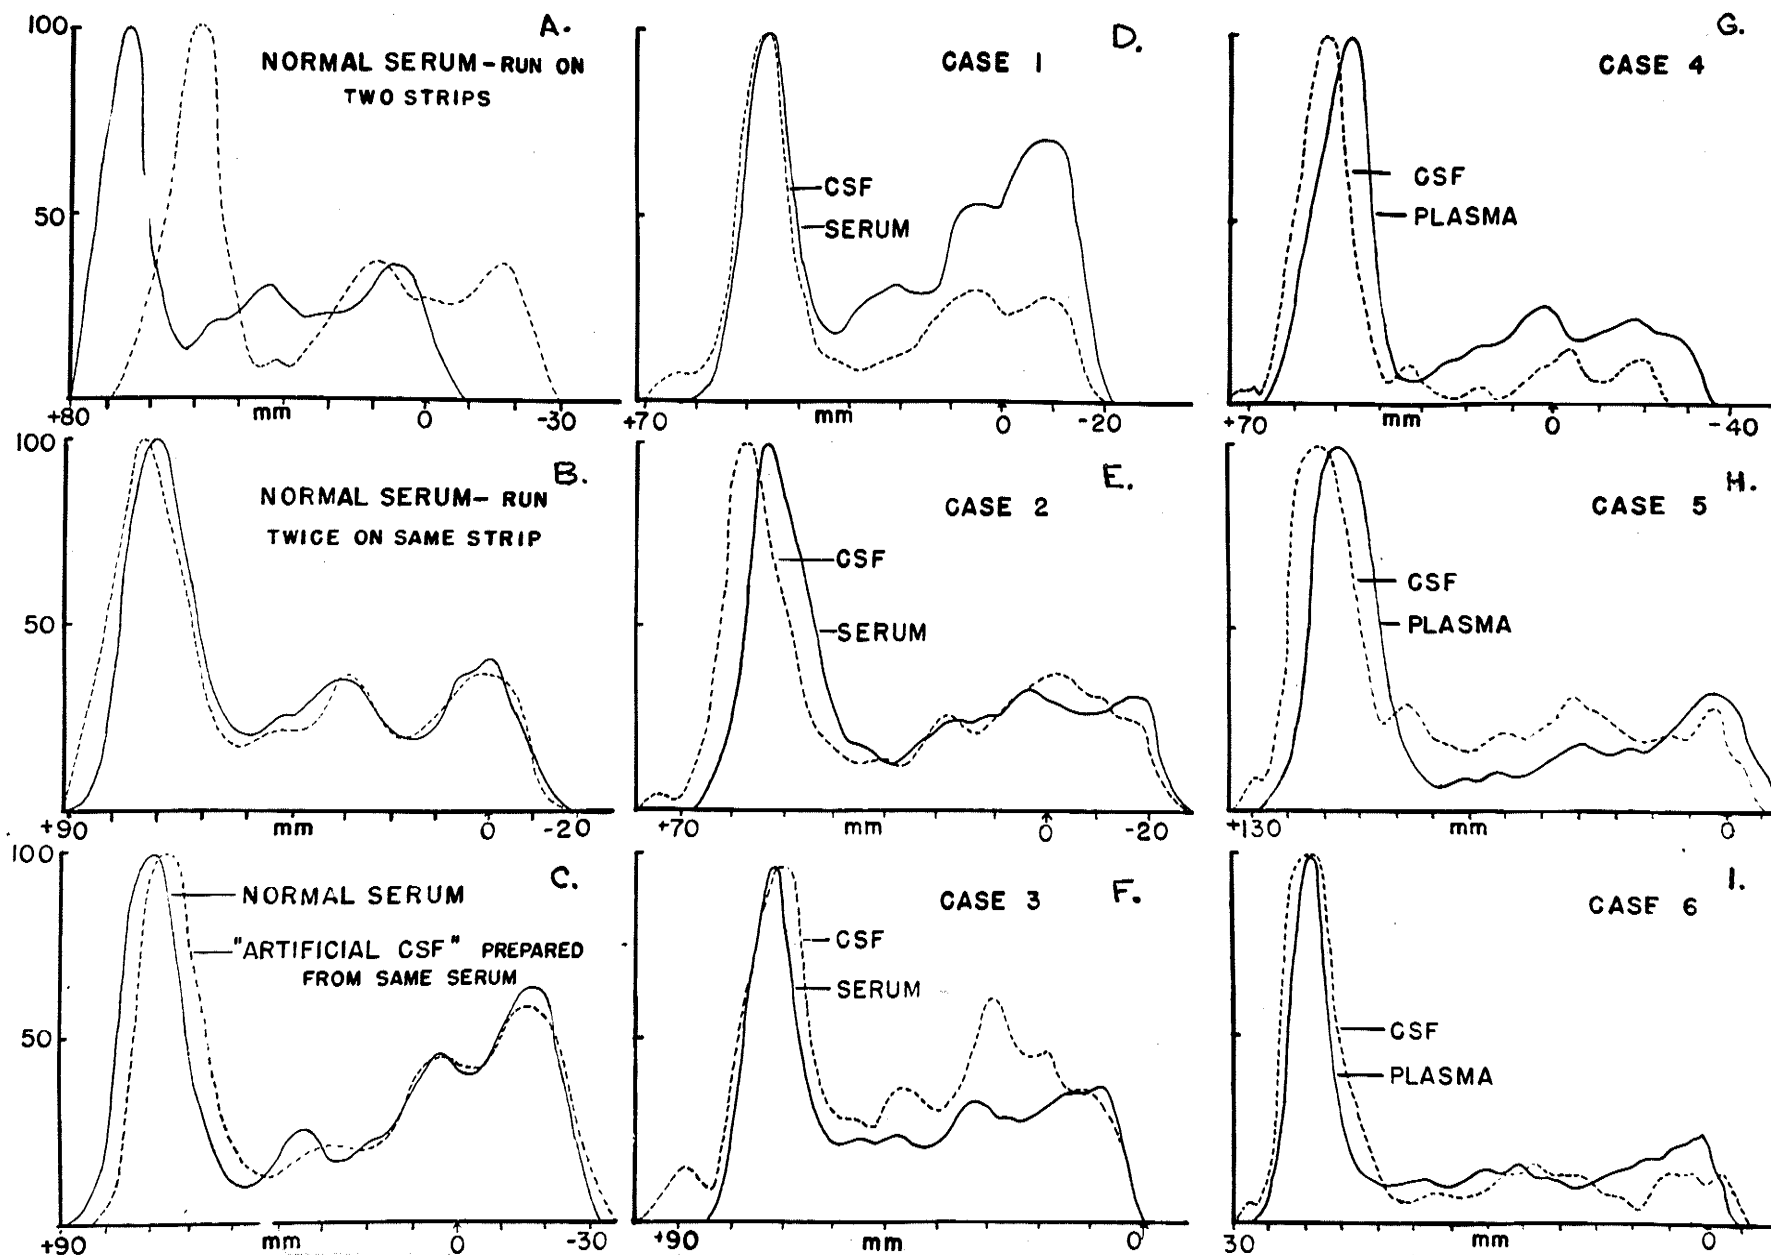 A.
NORMAL SERUM-RUN ON
TWO STRIPS
100
50
+80 mm 0 -30
D.
CASE 1
CSF
SERUM
+70 mm 0 -20
G.
CASE 4
CSF
PLASMA
+70 mm 0 -40
B.
NORMAL SERUM- RUN
TWICE ON SAME STRIP
100
50
+90 mm 0 -20
E.
CASE 2
CSF
SERUM
+70 mm 0 -20
H.
CASE 5
CSF
PLASMA
+130 mm 0
C.
NORMAL SERUM
"ARTIFICIAL CSF" PREPARED
FROM SAME SERUM
100
50
+90 mm 0 -30
F.
CASE 3
CSF
SERUM
+90 mm 0
I.
CASE 6
CSF
PLASMA
30 mm 0